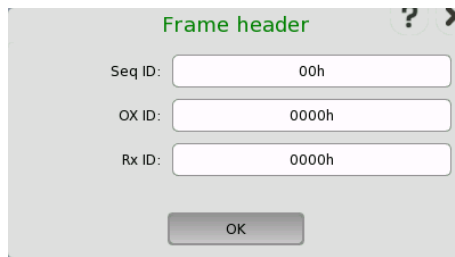 Frame header
?
Seq ID: 00h
OX ID: 0000h
Rx ID: 0000h
OK